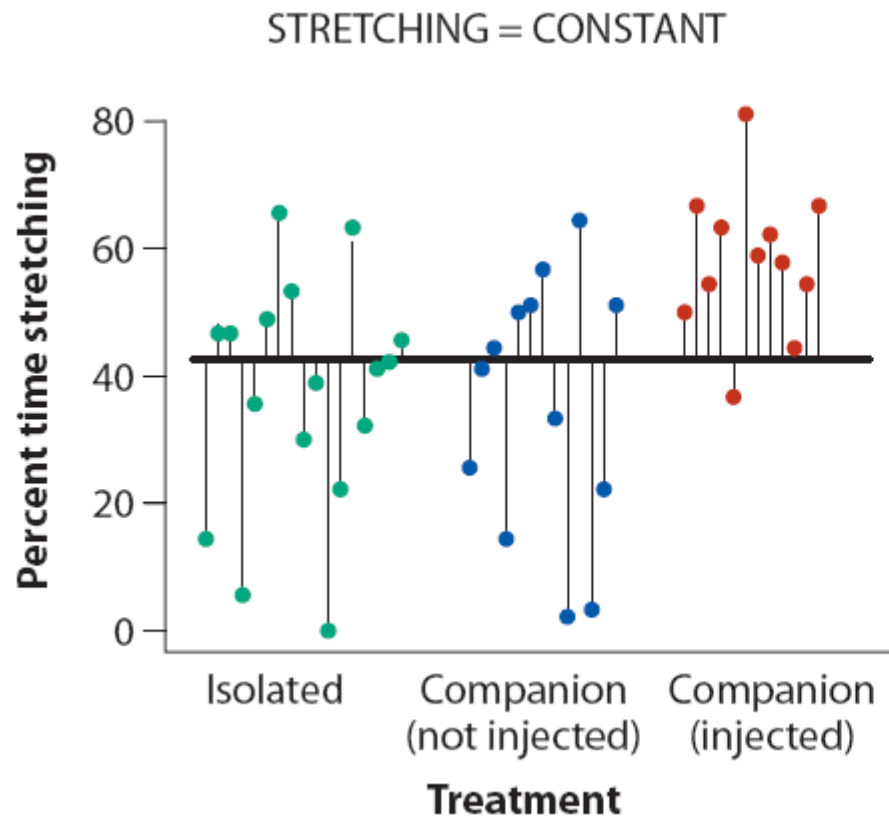 STRETCHING = CONSTANT
Percent time stretching
80
60
40
20
0
Isolated
Companion
(not injected)
Companion
(injected)
Treatment